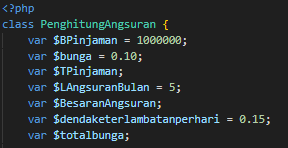 <?php
class PenghitungAngsuran {
var $BPinjaman = 1000000;
var $bunga = 0.10;
var $TPinjaman;
var $LAngsuranBulan = 5;
var $BesaranAngsuran;
var $dendaketerlambatanperhari = 0.15;
var $totalbunga;